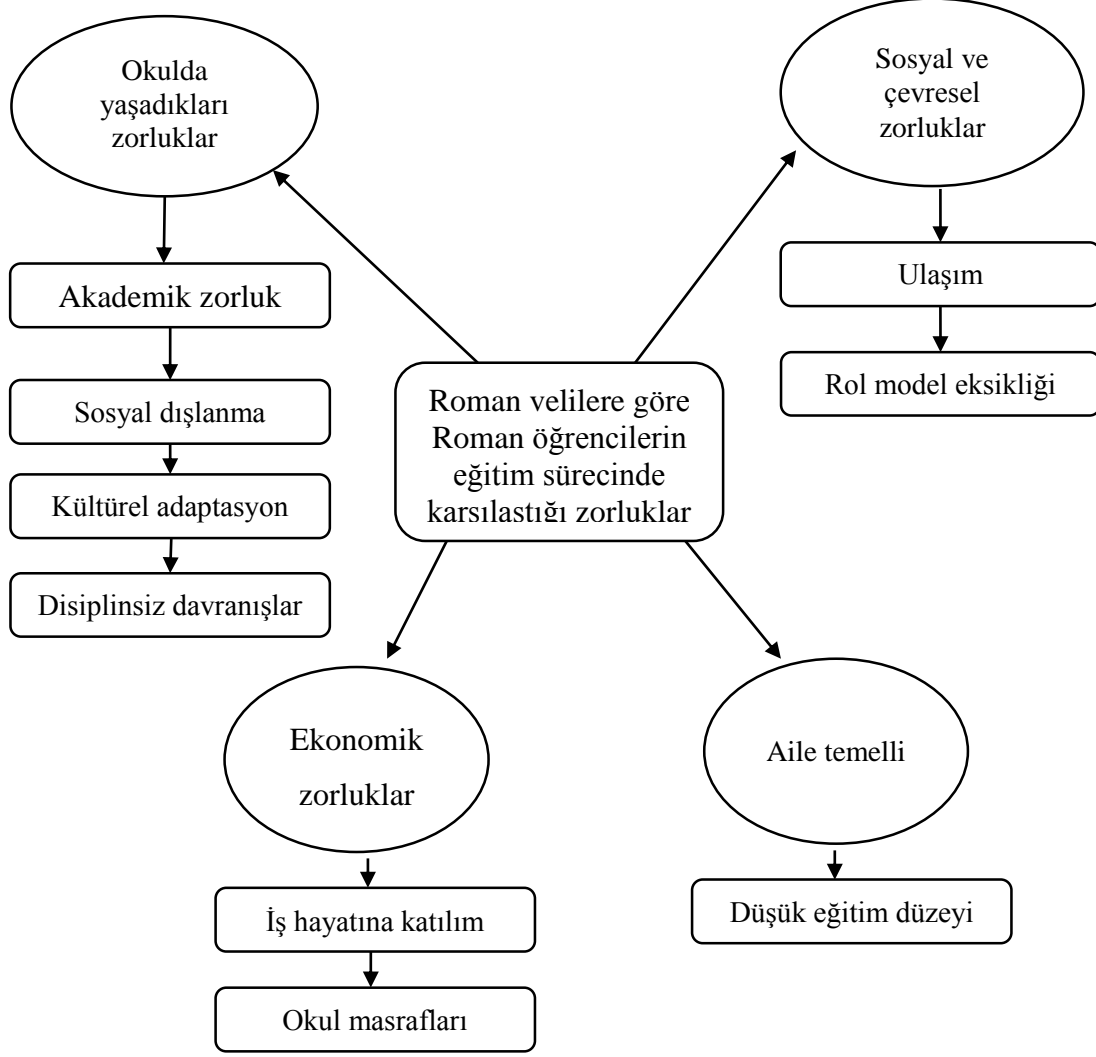 Okulda
yaşadıkları
zorluklar
Sosyal ve
çevresel
zorluklar
Akademik zorluk
Sosyal dışlanma
Kültürel adaptasyon
Disiplinsiz davranışlar
Ulaşım
Rol model eksikliği
Roman velilere göre
Roman öğrencilerin
eğitim sürecinde
karşılaştığı zorluklar
Ekonomik
zorluklar
İş hayatına katılım
Okul masrafları
Aile temelli
Düşük eğitim düzeyi